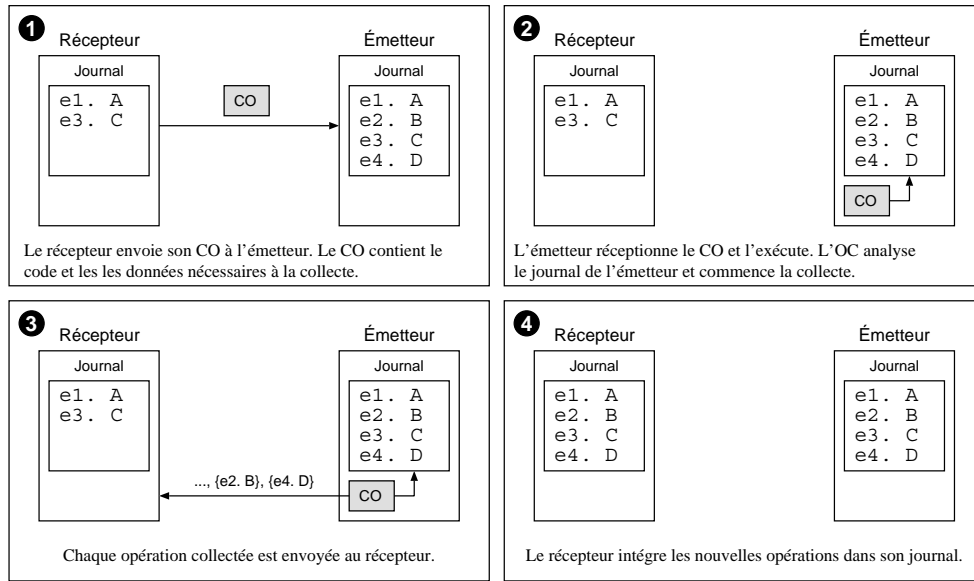 1
Récepteur
Émetteur
Journal
Journal
e1. A
e3. C
CO
e1. A
e2. B
e3. C
e4. D
Le récepteur envoie son CO à l'émetteur. Le CO contient le
code et les les données nécessaires à la collecte.
2
Récepteur
Émetteur
Journal
Journal
e1. A
e3. C
e1. A
e2. B
e3. C
e4. D
CO
L'émetteur réceptionne le CO et l'exécute. L'OC analyse
le journal de l'émetteur et commence la collecte.
3
Récepteur
Émetteur
Journal
Journal
e1. A
e3. C
e1. A
e2. B
e3. C
e4. D
..., {e2. B}, {e4. D}
CO
Chaque opération collectée est envoyée au récepteur.
4
Récepteur
Émetteur
Journal
Journal
e1. A
e2. B
e3. C
e4. D
e1. A
e2. B
e3. C
e4. D
Le récepteur intégre les nouvelles opérations dans son journal.